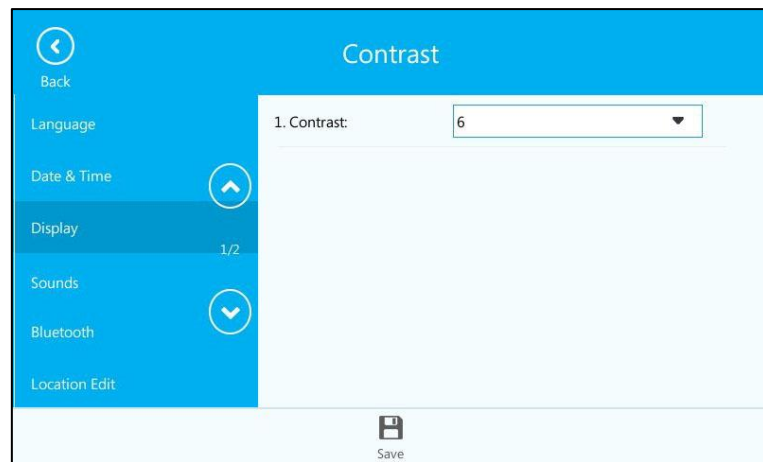 Back
Contrast
Language
Date & Time
Display
1/2
Sounds
Bluetooth
Location Edit
1. Contrast:
6
Save